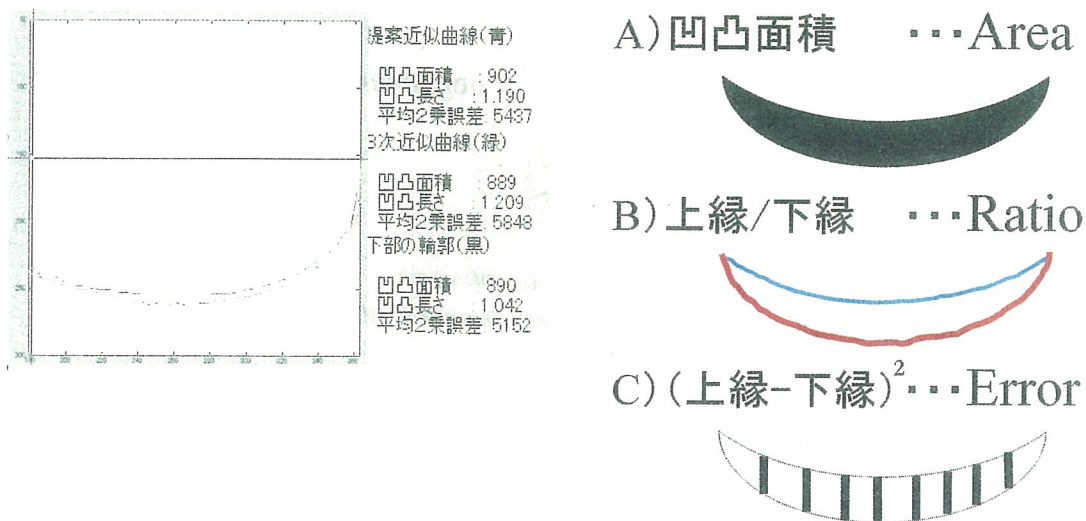 提案近似曲線(青)
凹凸面積 : 902
凹凸長さ : 1.190
平均2乗誤差: 5437
3次近似曲線(緑)
凹凸面積 : 889
凹凸長さ : 1.209
平均2乗誤差: 5848
下部の輪郭(黒)
凹凸面積 : 890
凹凸長さ : 1.042
平均2乗誤差: 5152
A)凹凸面積 ···Area
B)上縁/下縁 ···Ratio
C)(上縁-下縁)²···Error